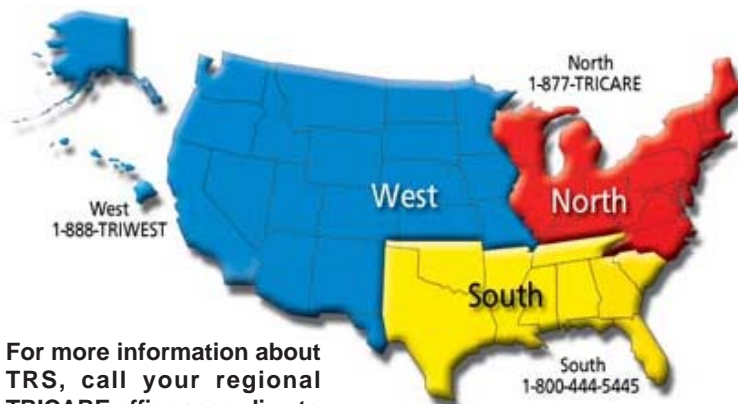 North
1-877-TRICARE
West
North
West
1-888-TRIWEST
South
For more information about
TRS, call your regional
South
1-800-444-5445